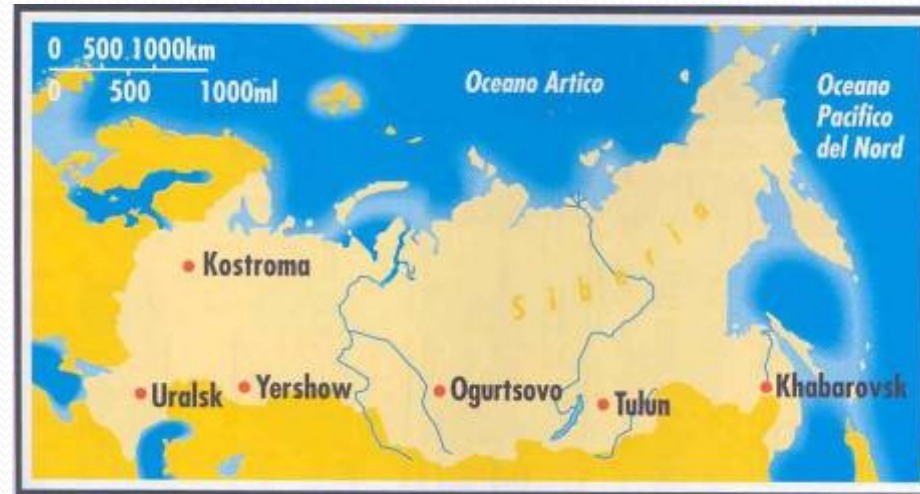 0 500 1000km
0 500 1000ml
Oceano Artico
Oceano
Pacifico
del Nord
Siberia
Kostroma
Uralsk
Yershow
Ogurtsovo
Tulun
Khabarovsk